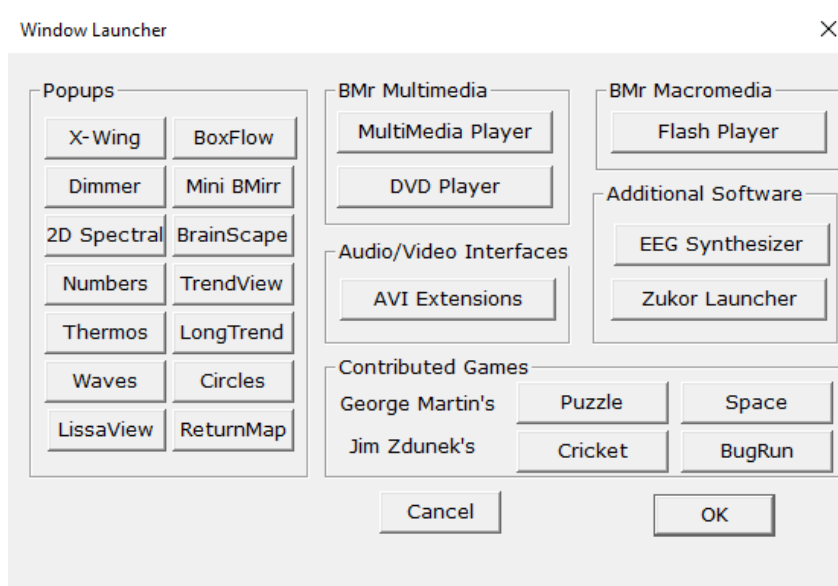 Window Launcher
Popups
X-Wing BoxFlow
Dimmer Mini BMirr
2D Spectral BrainScape
Numbers TrendView
Thermos LongTrend
Waves Circles
LissaView ReturnMap
BMr Multimedia
MultiMedia Player
DVD Player
BMr Macromedia
Flash Player
Audio/Video Interfaces
AVI Extensions
Additional Software
EEG Synthesizer
Zukor Launcher
Contributed Games
George Martin's Puzzle Space
Jim Zdunek's Cricket BugRun
Cancel OK